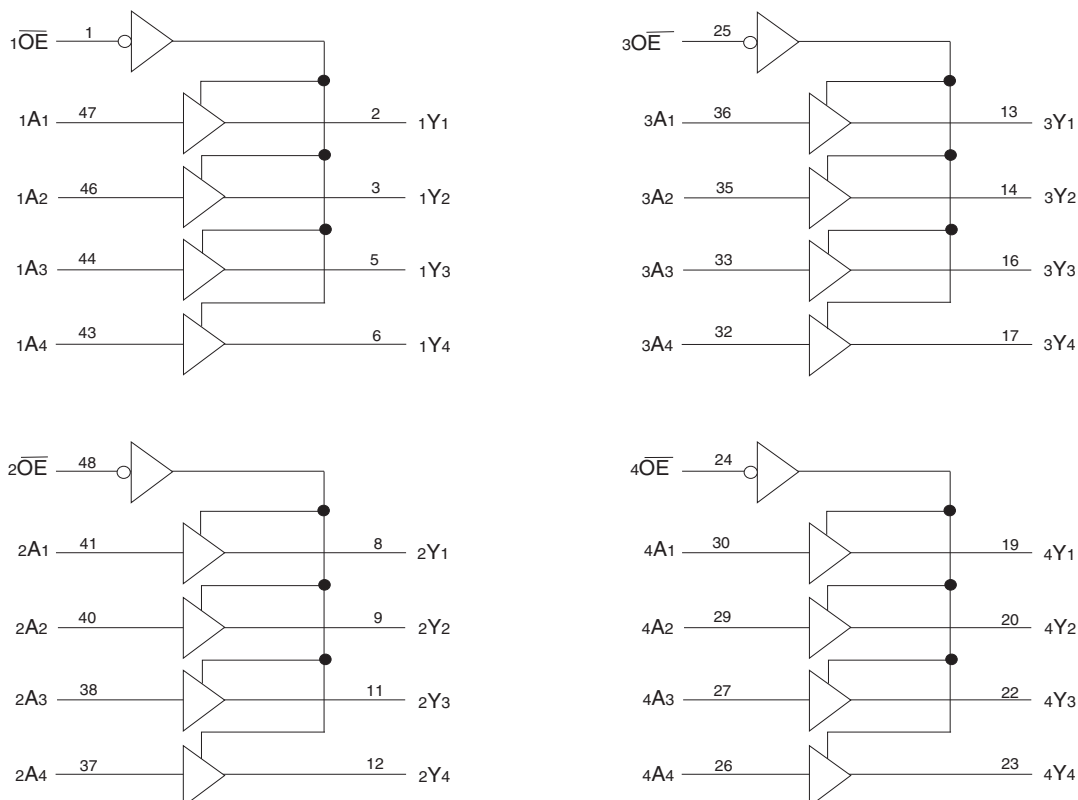 1OE 1
1A1 47 2 1Y1
1A2 46 3 1Y2
1A3 44 5 1Y3
1A4 43 6 1Y4
3OE 25
3A1 36 13 3Y1
3A2 35 14 3Y2
3A3 33 16 3Y3
3A4 32 17 3Y4
2OE 48
2A1 41 8 2Y1
2A2 40 9 2Y2
2A3 38 11 2Y3
2A4 37 12 2Y4
4OE 24
4A1 30 19 4Y1
4A2 29 20 4Y2
4A3 27 22 4Y3
4A4 26 23 4Y4